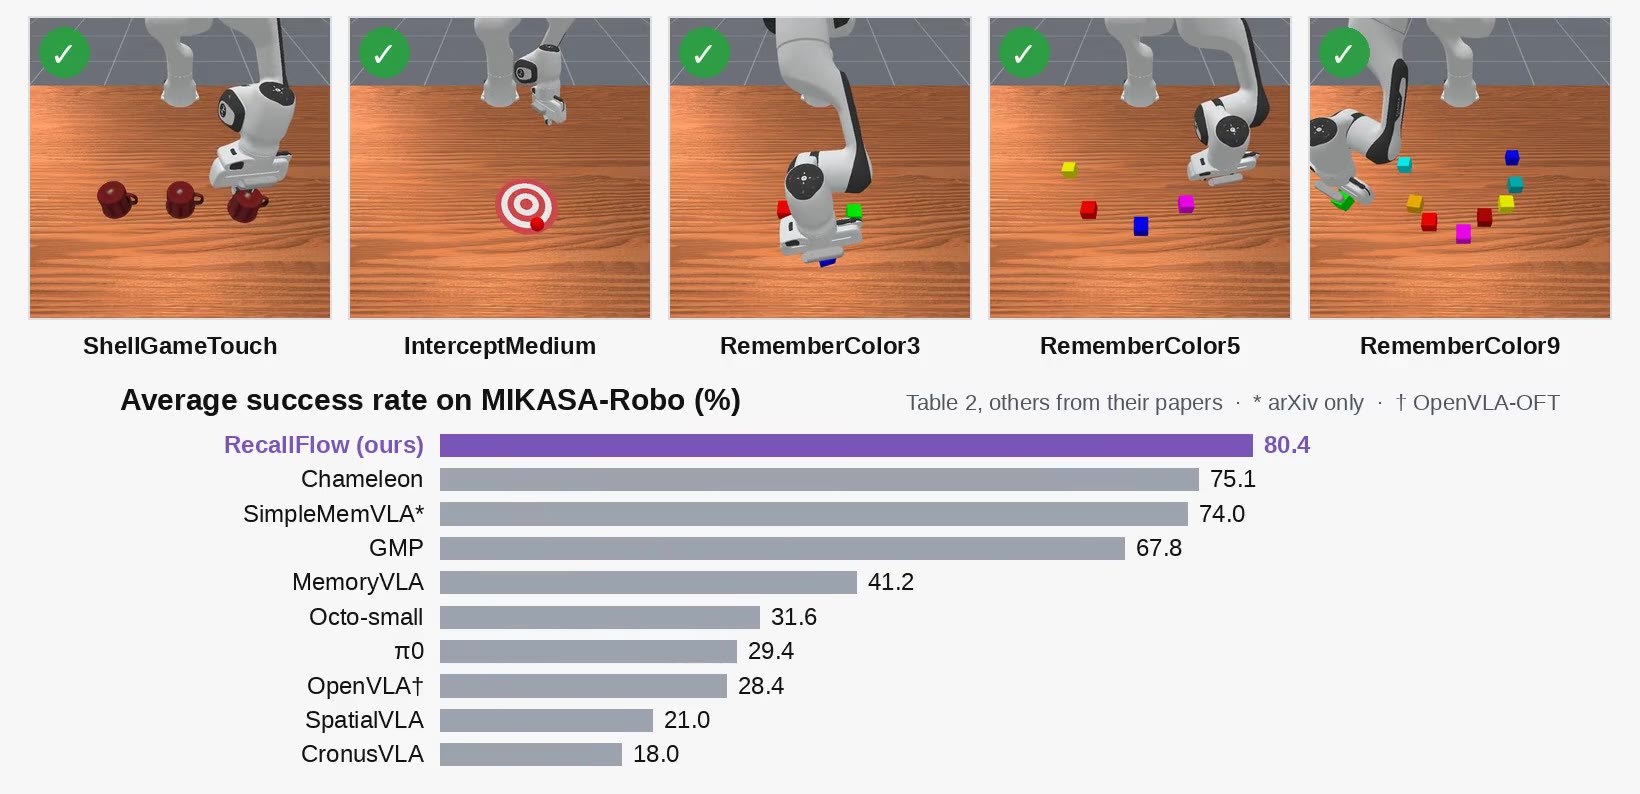 ✓ ✓ ✓ ✓ ✓
ShellGameTouch InterceptMedium RememberColor3 RememberColor5 RememberColor9
Average success rate on MIKASA-Robo (%)
Table 2, others from their papers · * arXiv only · † OpenVLA-OFT
RecallFlow (ours) 80.4
Chameleon 75.1
SimpleMemVLA* 74.0
GMP 67.8
MemoryVLA 41.2
Octo-small 31.6
π0 29.4
OpenVLA† 28.4
SpatialVLA 21.0
CronusVLA 18.0